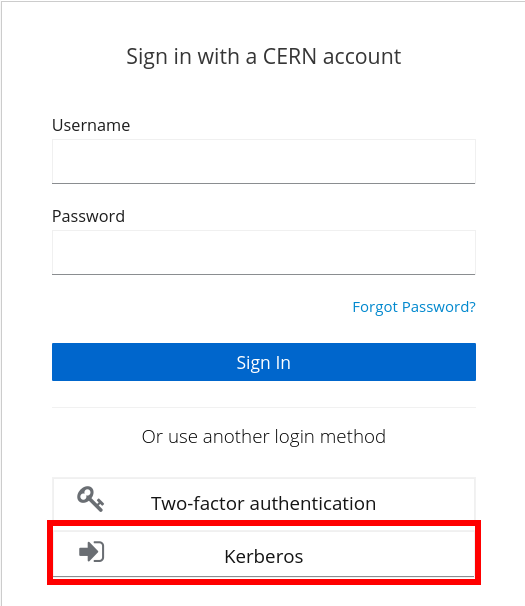 Sign in with a CERN account
Username
Password
Forgot Password?
Sign In
Or use another login method
Two-factor authentication
Kerberos